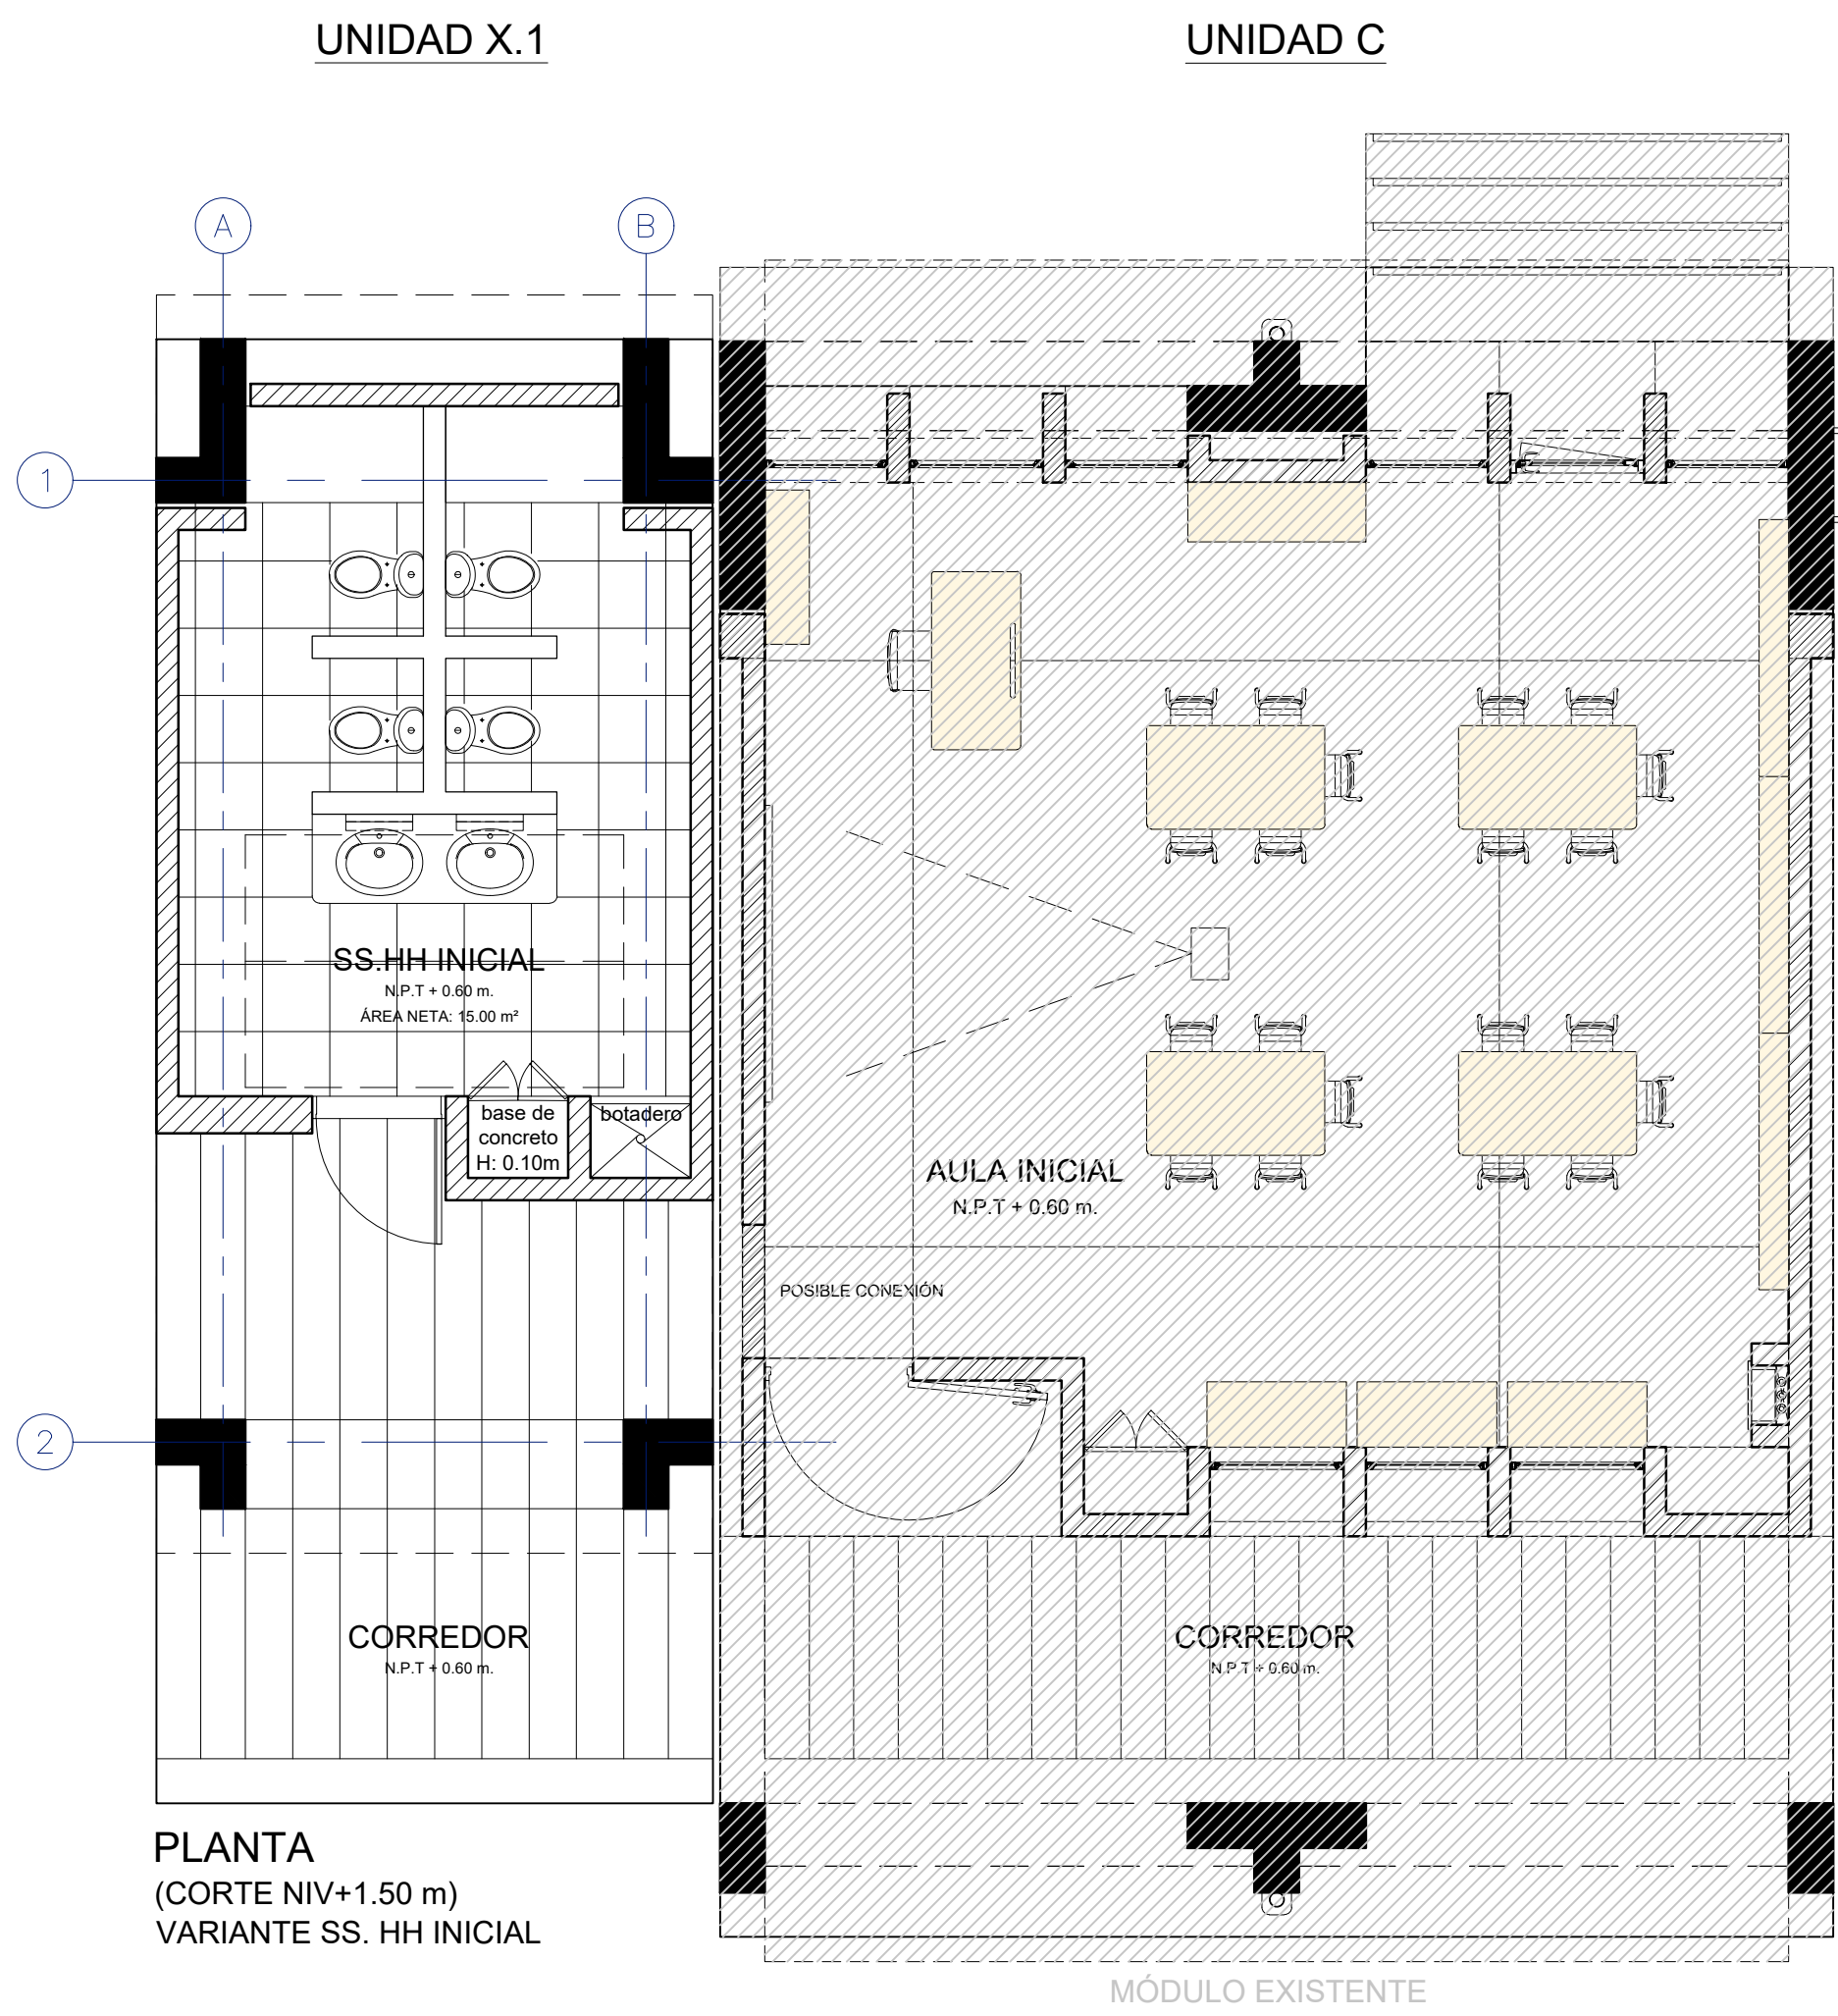 UNIDAD X.1
UNIDAD C
A
B
1
SS.HH INICIAL
N.P.T + 0.60 m.
ÁREA NETA: 15.00 m²
base de
concreto
H: 0.10m
botadero
AULA INICIAL
N.P.T + 0.60 m.
POSIBLE CONEXIÓN
2
CORREDOR
N.P.T + 0.60 m.
CORREDOR
N.P.T + 0.60 m.
PLANTA
(CORTE NIV+1.50 m)
VARIANTE SS. HH INICIAL
MÓDULO EXISTENTE